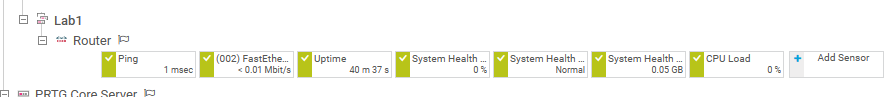 Lab1
Router
Ping
1 msec
(002) FastEthe...
< 0.01 Mbit/s
Uptime
40 m 37 s
System Health ...
0 %
System Health ...
Normal
System Health ...
0.05 GB
CPU Load
0 %
Add Sensor
PRTG Core Server